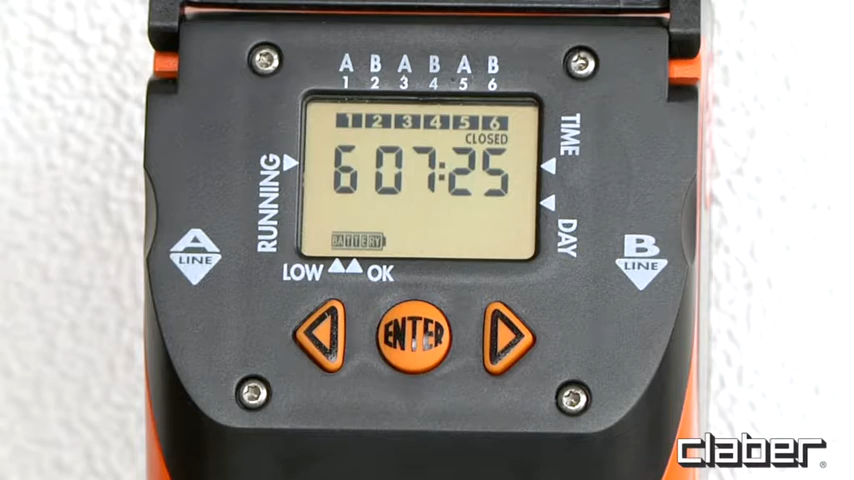 A B A B A B
1 2 3 4 5 6
1 2 3 4 5 6
CLOSED
6 07:25
BATTERY
RUNNING
TIME
DAY
LOW OK
A
LINE
B
LINE
ENTER
claber®